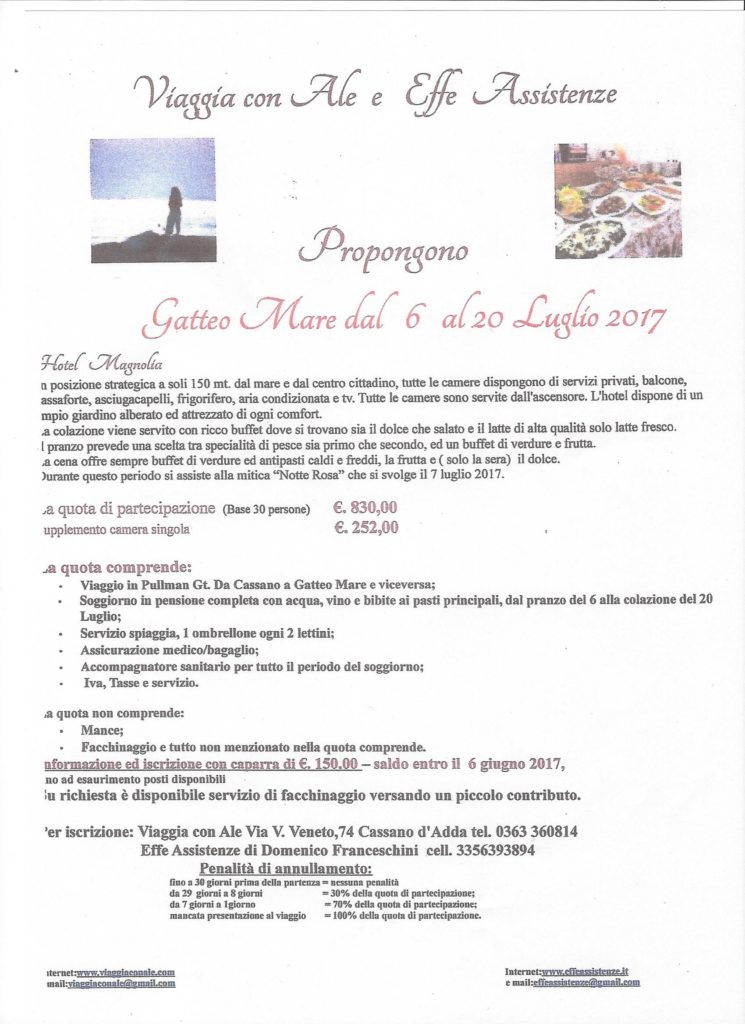 Viaggia con Ale e Effe Assistenze
Propongono
Gatteo Mare dal 6 al 20 Luglio 2017
Hotel Magnolia
n posizione strategica a soli 150 mt. dal mare e dal centro cittadino, tutte le camere dispongono di servizi privati, balcone,
assaforte, asciugacapelli, frigorifero, aria condizionata e tv. Tutte le camere sono servite dall'ascensore. L'hotel dispone di un
mpio giardino alberato ed attrezzato di ogni comfort.
a colazione viene servito con ricco buffet dove si trovano sia il dolce che salato e il latte di alta qualità solo latte fresco.
l pranzo prevede una scelta tra specialità di pesce sia primo che secondo, ed un buffet di verdure e frutta.
a cena offre sempre buffet di verdure ed antipasti caldi e freddi, la frutta e ( solo la sera) il dolce.
Durante questo periodo si assiste alla mitica “Notte Rosa” che si svolge il 7 luglio 2017.
a quota di partecipazione (Base 30 persone) €. 830,00
upplemento camera singola €. 252,00
a quota comprende:
• Viaggio in Pullman Gt. Da Cassano a Gatteo Mare e viceversa;
• Soggiorno in pensione completa con acqua, vino e bibite ai pasti principali, dal pranzo del 6 alla colazione del 20
Luglio;
• Servizio spiaggia, 1 ombrellone ogni 2 lettini;
• Assicurazione medico/bagaglio;
• Accompagnatore sanitario per tutto il periodo del soggiorno;
• Iva, Tasse e servizio.
a quota non comprende:
• Mance;
• Facchinaggio e tutto non menzionato nella quota comprende.
nformazione ed iscrizione con caparra di €. 150,00 – saldo entro il 6 giugno 2017,
no ad esaurimento posti disponibili
Su richiesta è disponibile servizio di facchinaggio versando un piccolo contributo.
er iscrizione: Viaggia con Ale Via V. Veneto,74 Cassano d'Adda tel. 0363 360814
Effe Assistenze di Domenico Franceschini cell. 3356393894
Penalità di annullamento:
fino a 30 giorni prima della partenza = nessuna penalità
da 29 giorni a 8 giorni = 30% della quota di partecipazione;
da 7 giorni a 1giorno = 70% della quota di partecipazione;
mancata presentazione al viaggio = 100% della quota di partecipazione.
nternet:www.viaggiaconale.com
mail:viaggiaconale@gmail.com
Internet:www.effeassistenze.it
e mail:effeassistenze@gmail.com